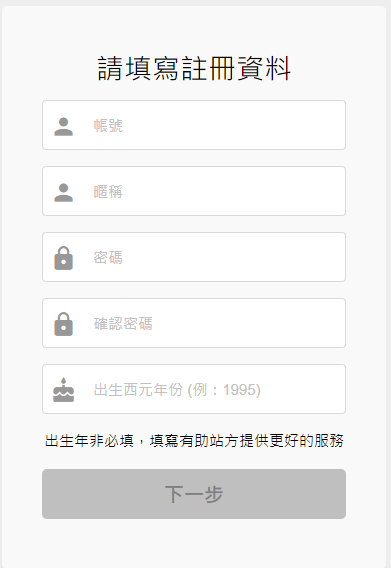 請填寫註冊資料
帳號
暱稱
密碼
確認密碼
出生西元年份 (例：1995)
出生年非必填，填寫有助站方提供更好的服務
下一步